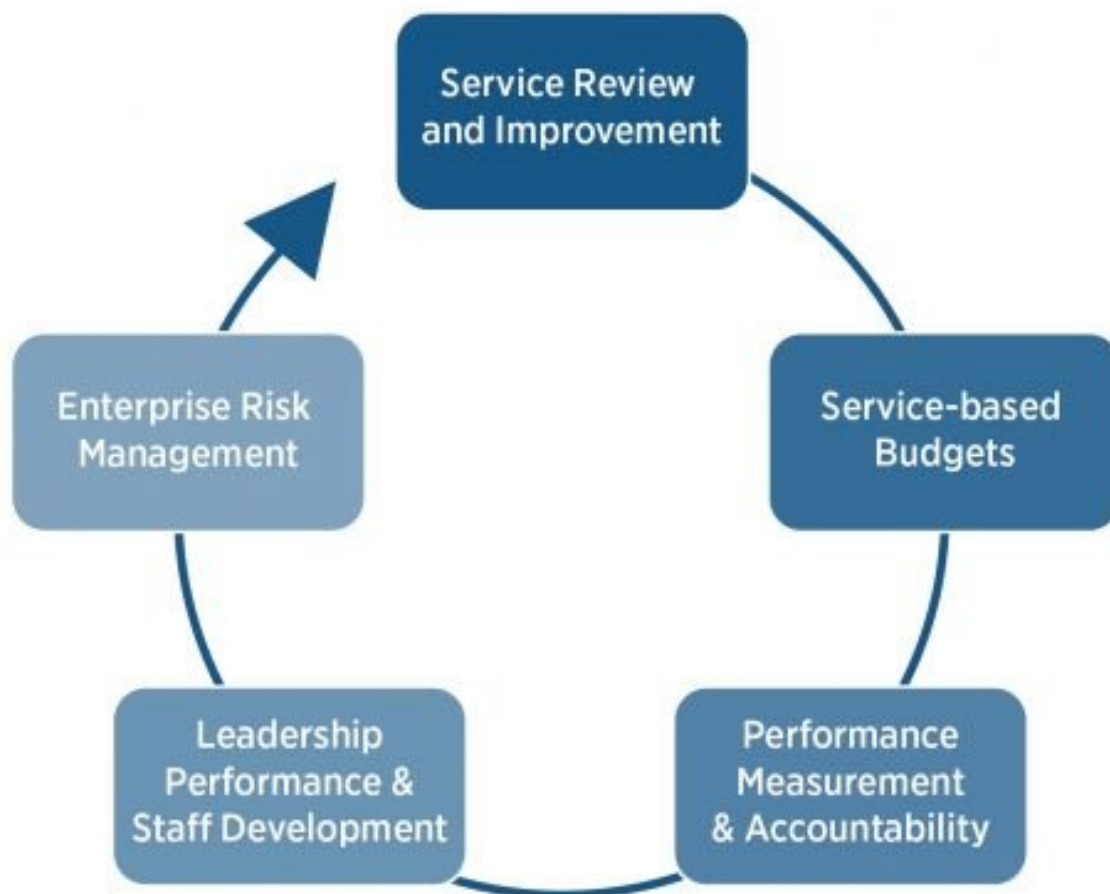 Service Review
and Improvement
Service-based
Budgets
Performance
Measurement
& Accountability
Leadership
Performance &
Staff Development
Enterprise Risk
Management